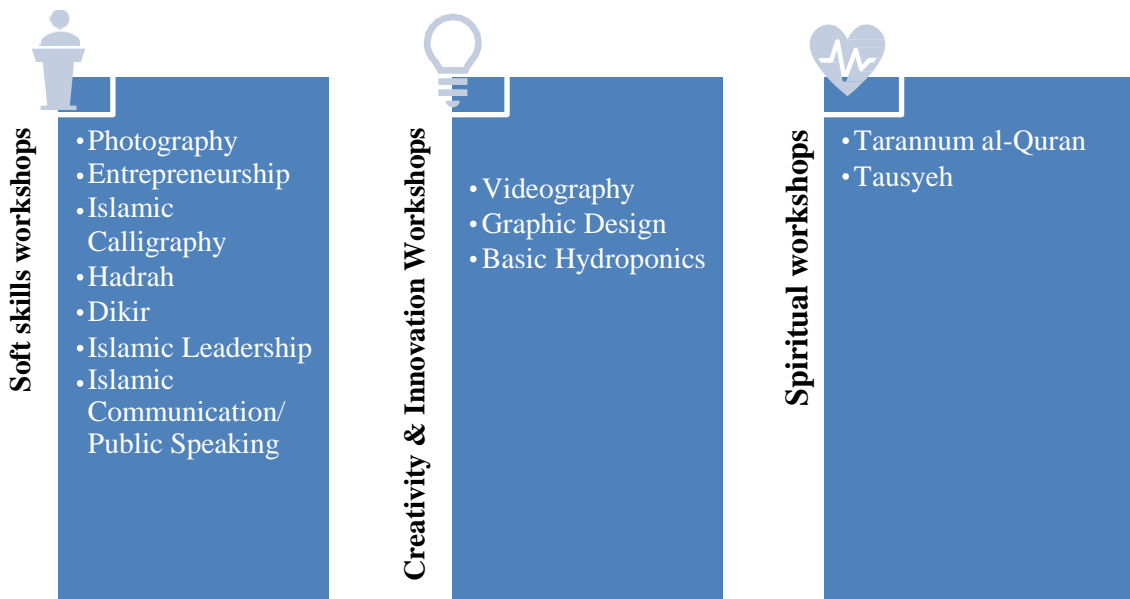 Soft skills workshops
•Photography
•Entrepreneurship
•Islamic
Calligraphy
•Hadrah
•Dikir
•Islamic Leadership
•Islamic
Communication/
Public Speaking
Creativity & Innovation Workshops
•Videography
•Graphic Design
•Basic Hydroponics
Spiritual workshops
•Tarannum al-Quran
•Tausyeh